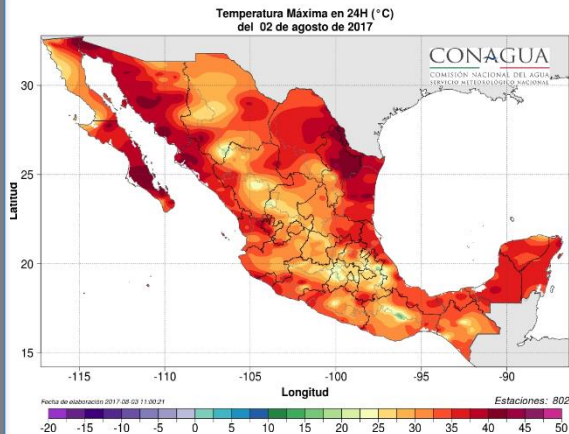 Temperatura Máxima en 24H (°C)
del 02 de agosto de 2017
CONAGUA
COMISIÓN NACIONAL DEL AGUA
SERVICIO METEOROLÓGICO NACIONAL
Latitud
30
25
20
15
-115 -110 -105 -100 -95 -90
Longitud
Fecha de elaboración 2017-08-03 11:00:21
Estaciones: 802
-20 -15 -10 -5 0 5 10 15 20 25 30 35 40 45 50